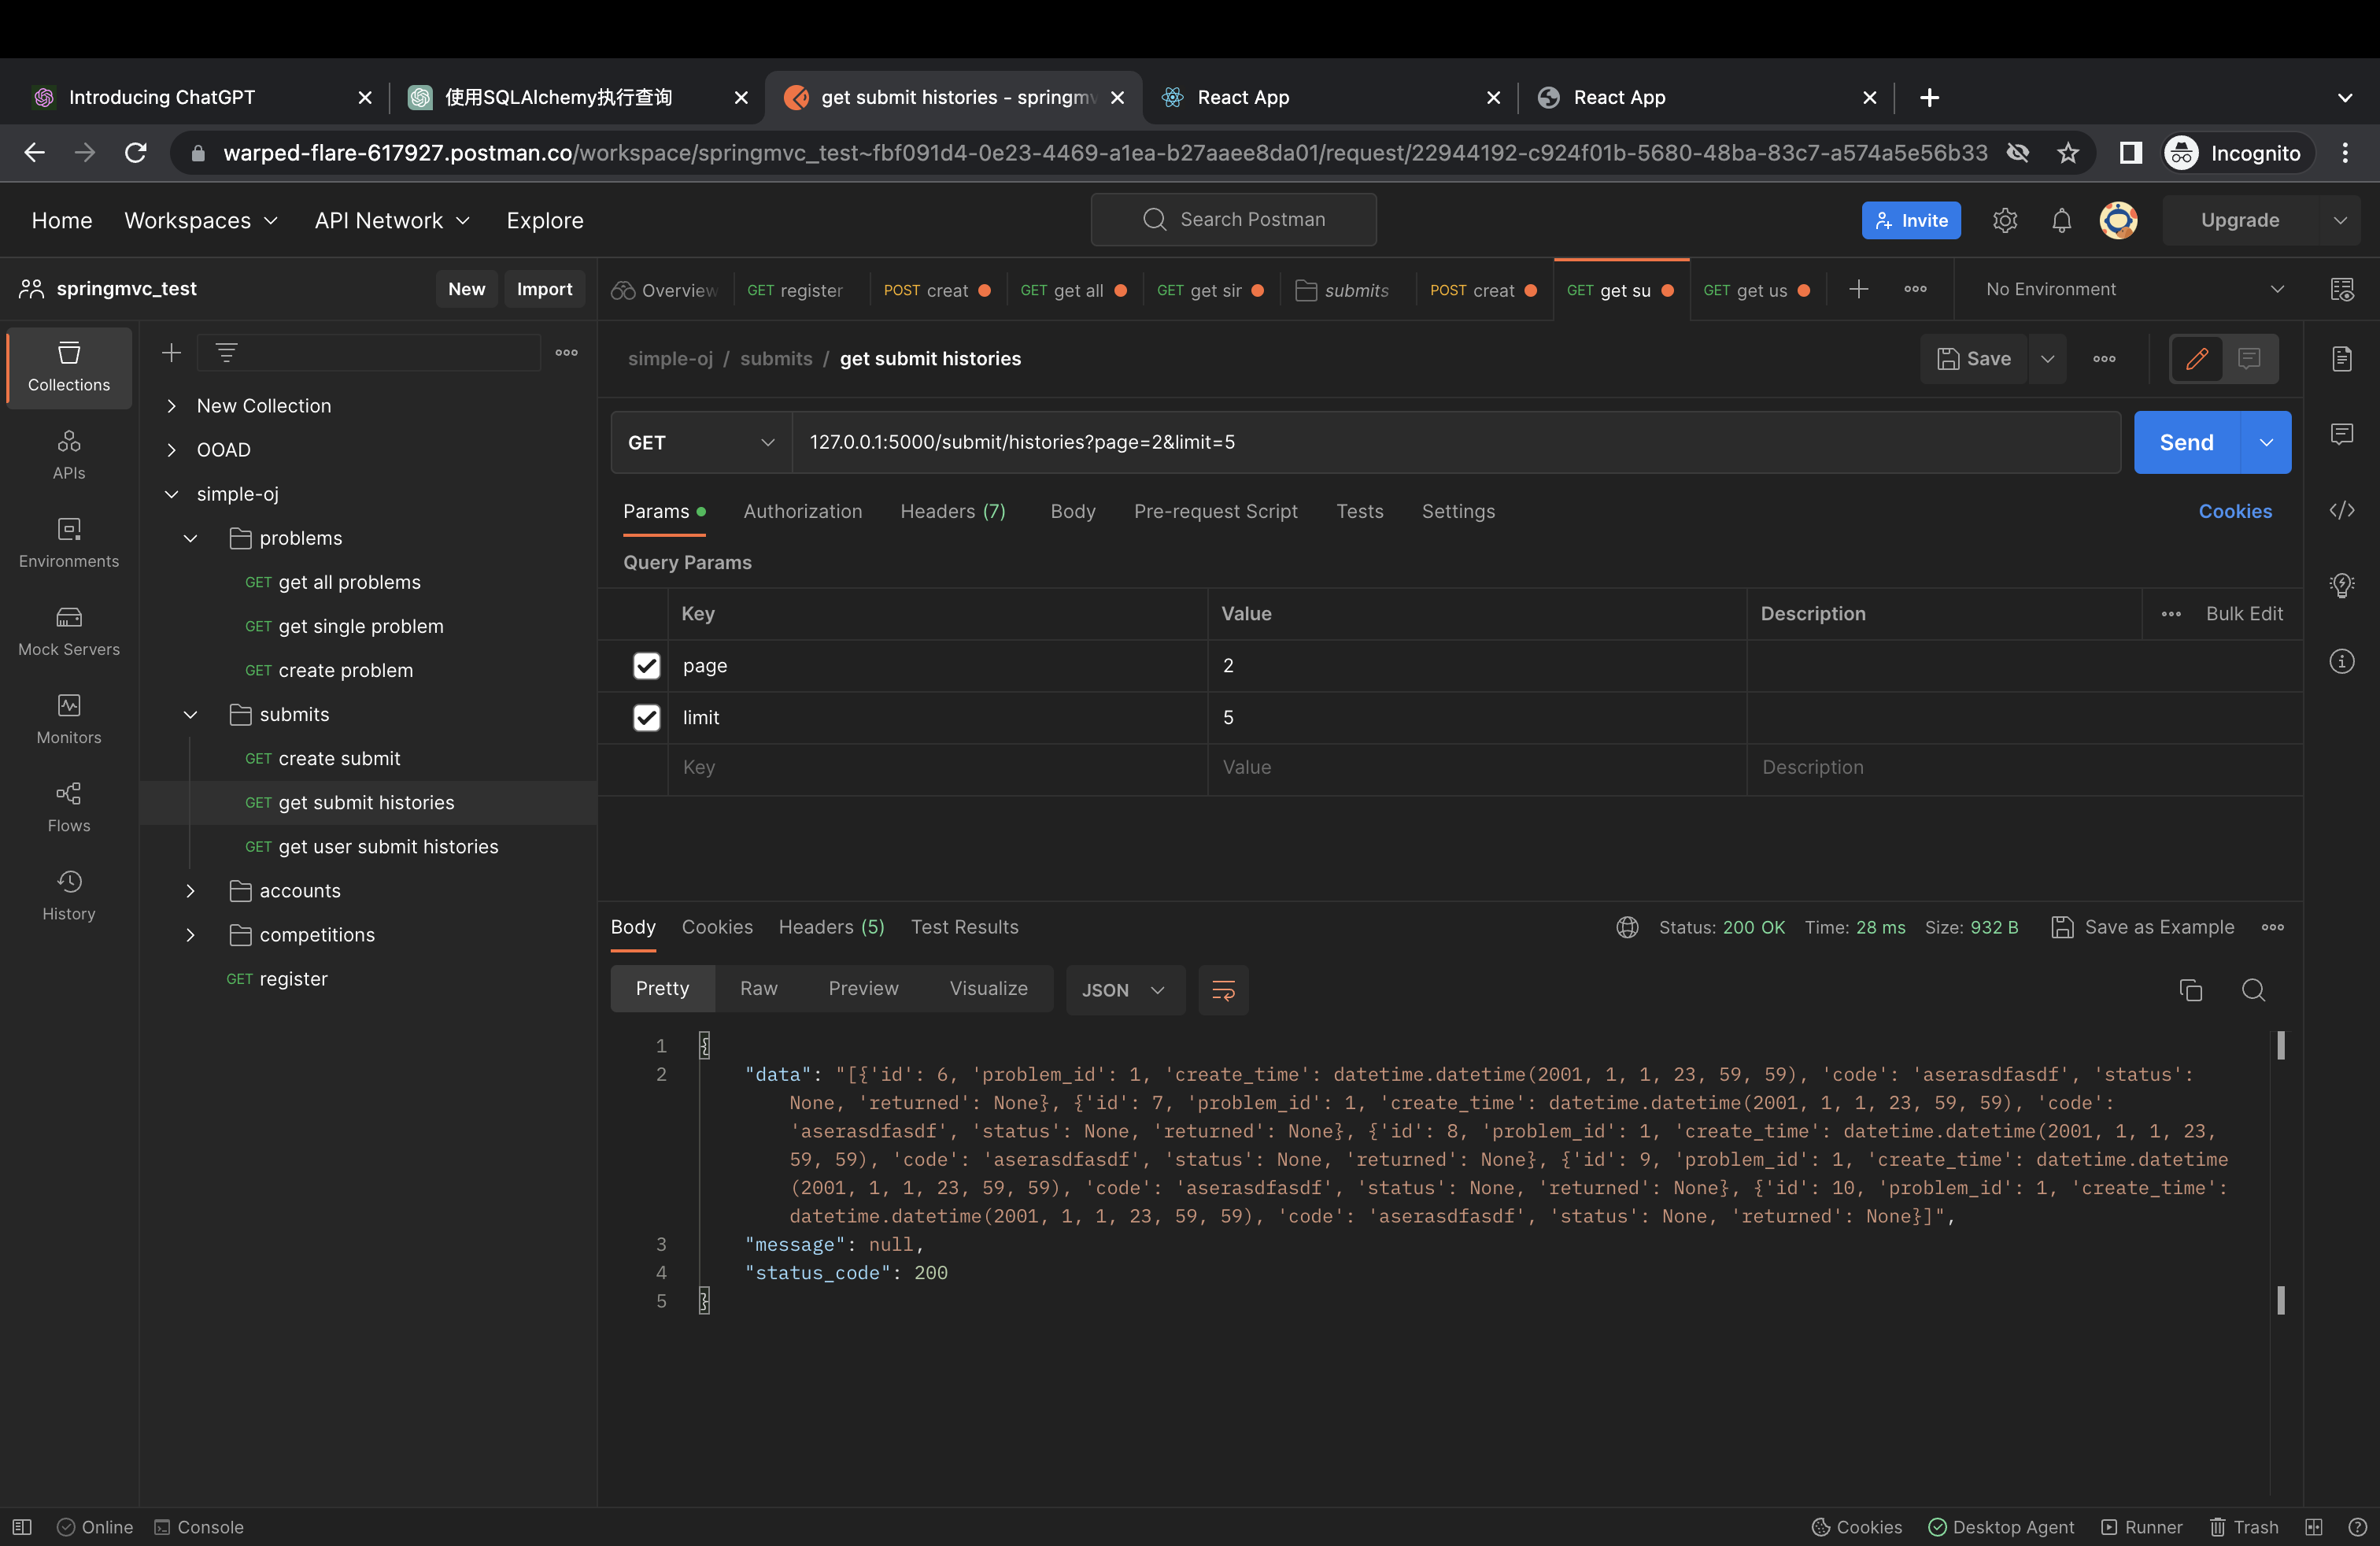 Introducing ChatGPT
使用SQLAlchemy执行查询
get submit histories - springmv
React App
React App
warped-flare-617927.postman.co/workspace/springmvc_test~fbf091d4-0e23-4469-a1ea-b27aaee8da01/request/22944192-c924f01b-5680-48ba-83c7-a574a5e56b33
Incognito
Home
Workspaces
API Network
Explore
Search Postman
Invite
Upgrade
springmvc_test
New
Import
Overview
GET register
POST creat
GET get all
GET get sir
submits
POST creat
GET get su
GET get us
No Environment
Collections
APIs
Environments
Mock Servers
Monitors
Flows
History
New Collection
OOAD
simple-oj
problems
GET get all problems
GET get single problem
GET create problem
submits
GET create submit
GET get submit histories
GET get user submit histories
accounts
competitions
GET register
simple-oj / submits / get submit histories
Save
GET
127.0.0.1:5000/submit/histories?page=2&limit=5
Send
Params
Authorization
Headers (7)
Body
Pre-request Script
Tests
Settings
Cookies
Query Params
Key Value Description Bulk Edit
page 2
limit 5
Key Value Description
Body
Cookies
Headers (5)
Test Results
Status: 200 OK Time: 28 ms Size: 932 B
Save as Example
Pretty
Raw
Preview
Visualize
JSON
1 {
2 "data": "[{'id': 6, 'problem_id': 1, 'create_time': datetime.datetime(2001, 1, 1, 23, 59, 59), 'code': 'aserasdfasdf', 'status':
None, 'returned': None}, {'id': 7, 'problem_id': 1, 'create_time': datetime.datetime(2001, 1, 1, 23, 59, 59), 'code':
'aserasdfasdf', 'status': None, 'returned': None}, {'id': 8, 'problem_id': 1, 'create_time': datetime.datetime(2001, 1, 1, 23,
59, 59), 'code': 'aserasdfasdf', 'status': None, 'returned': None}, {'id': 9, 'problem_id': 1, 'create_time': datetime.datetime
(2001, 1, 1, 23, 59, 59), 'code': 'aserasdfasdf', 'status': None, 'returned': None}, {'id': 10, 'problem_id': 1, 'create_time':
datetime.datetime(2001, 1, 1, 23, 59, 59), 'code': 'aserasdfasdf', 'status': None, 'returned': None}]",
3 "message": null,
4 "status_code": 200
5 }
Online
Console
Cookies
Desktop Agent
Runner
Trash